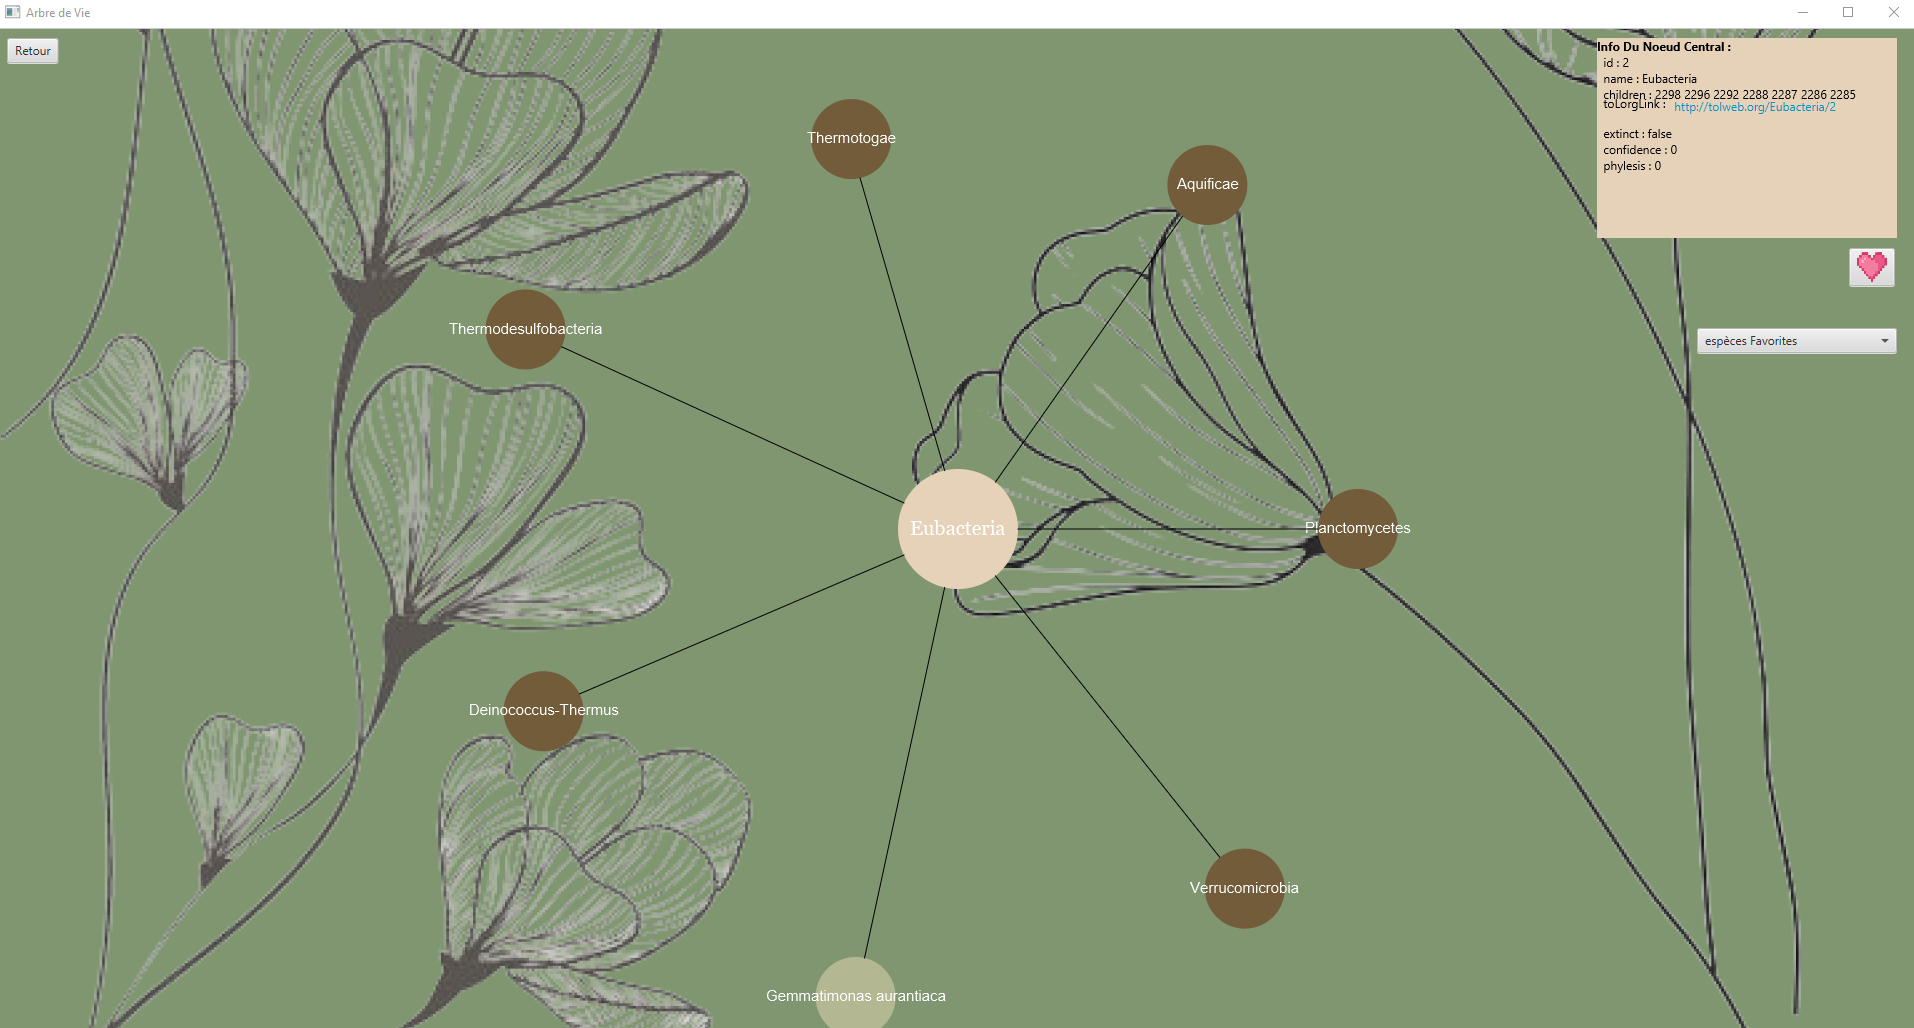 Arbre de Vie
Retour
Info Du Noeud Central :
id : 2
name : Eubacteria
children : 2298 2296 2292 2288 2287 2286 2285
toLorgLink : http://tolweb.org/Eubacteria/2
extinct : false
confidence : 0
phylesis : 0
espèces Favorites
Thermotogae
Aquificae
Thermodesulfobacteria
Eubacteria
Planctomycetes
Deinococcus-Thermus
Verrucomicrobia
Gemmatimonas aurantiaca